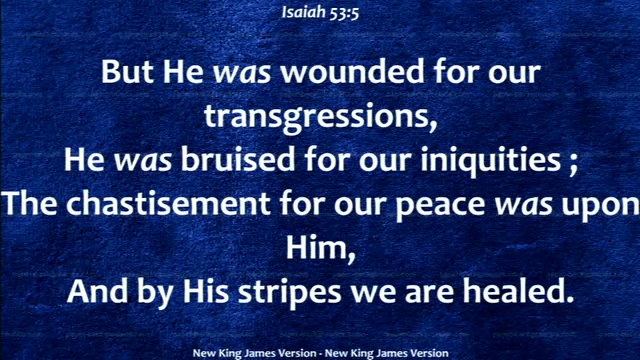 Isaiah 53:5
But He was wounded for our
transgressions,
He was bruised for our iniquities ;
The chastisement for our peace was upon
Him,
And by His stripes we are healed.
New King James Version - New King James Version